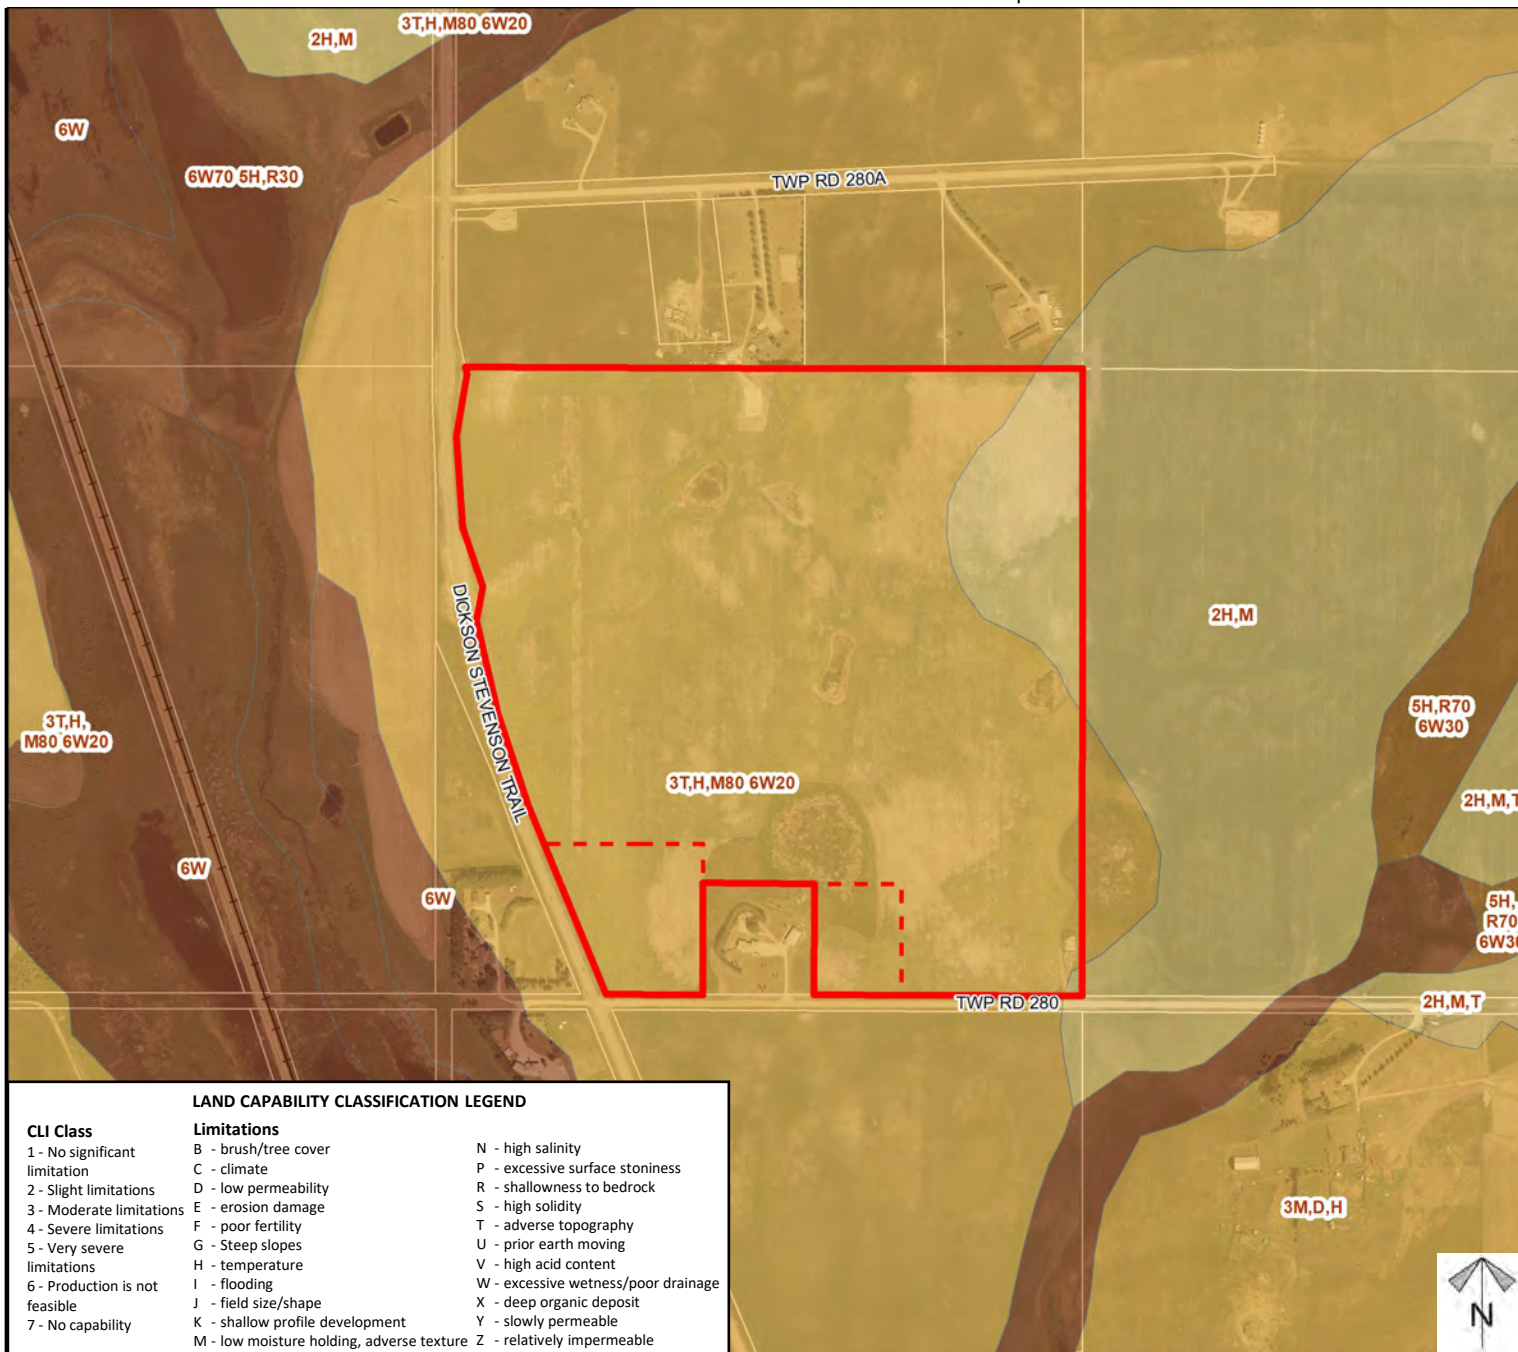 3T,H,M80 6W20
2H,M
6W
6W70 5H,R30
TWP RD 280A
DICKSON STEVENSON TRAIL
2H,M
3T,H,
M80 6W20
5H,R70
6W30
3T,H,M80 6W20
2H,M,T
6W
6W
5H,
R70
6W30
TWP RD 280
2H,M,T
3M,D,H
LAND CAPABILITY CLASSIFICATION LEGEND
CLI Class
1 - No significant
limitation
2 - Slight limitations
3 - Moderate limitations
4 - Severe limitations
5 - Very severe
limitations
6 - Production is not
feasible
7 - No capability
Limitations
B - brush/tree cover
C - climate
D - low permeability
E - erosion damage
F - poor fertility
G - Steep slopes
H - temperature
I - flooding
J - field size/shape
K - shallow profile development
M - low moisture holding, adverse texture
N - high salinity
P - excessive surface stoniness
R - shallowness to bedrock
S - high solidity
T - adverse topography
U - prior earth moving
V - high acid content
W - excessive wetness/poor drainage
X - deep organic deposit
Y - slowly permeable
Z - relatively impermeable
N